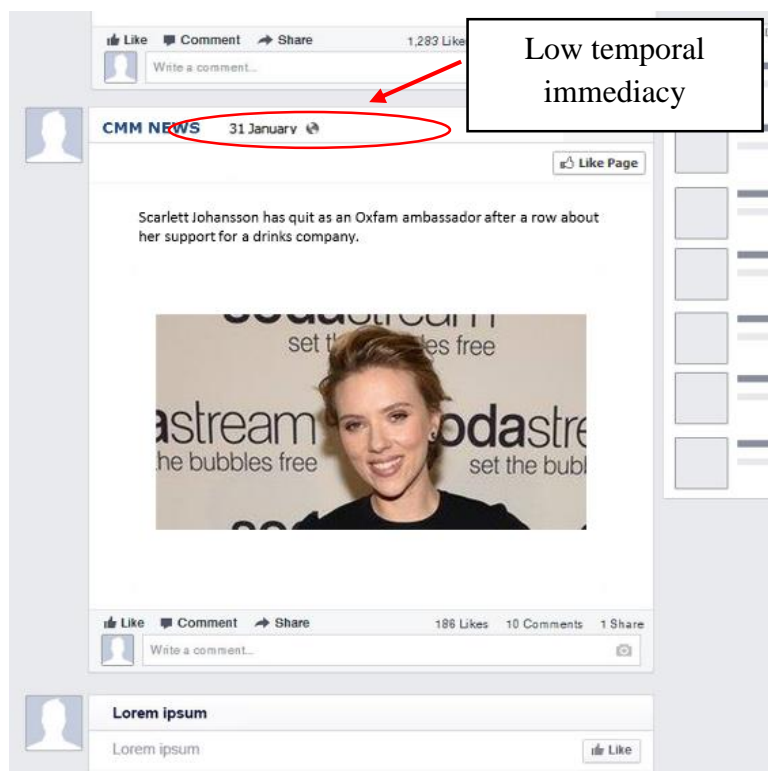 Like Comment Share 1,283 Like
Write a comment...
Low temporal
immediacy
CMM NEWS 31 January
Like Page
Scarlett Johansson has quit as an Oxfam ambassador after a row about
her support for a drinks company.
sodastream
set the bubbles free
astream
he bubbles free
odastre
set the bubl
Like Comment Share 186 Likes 10 Comments 1 Share
Write a comment...
Lorem ipsum
Lorem ipsum
Like